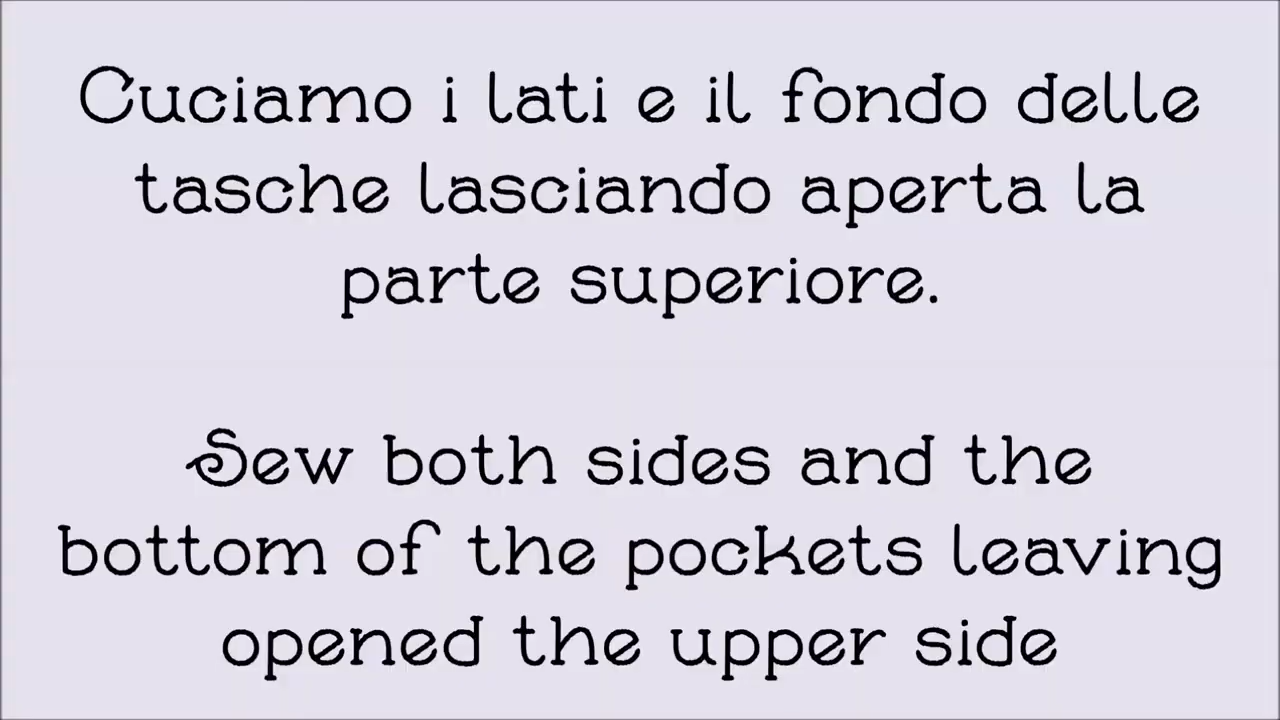 Cuciamo i lati e il fondo delle
tasche lasciando aperta la
parte superiore.
Sew both sides and the
bottom of the pockets leaving
opened the upper side